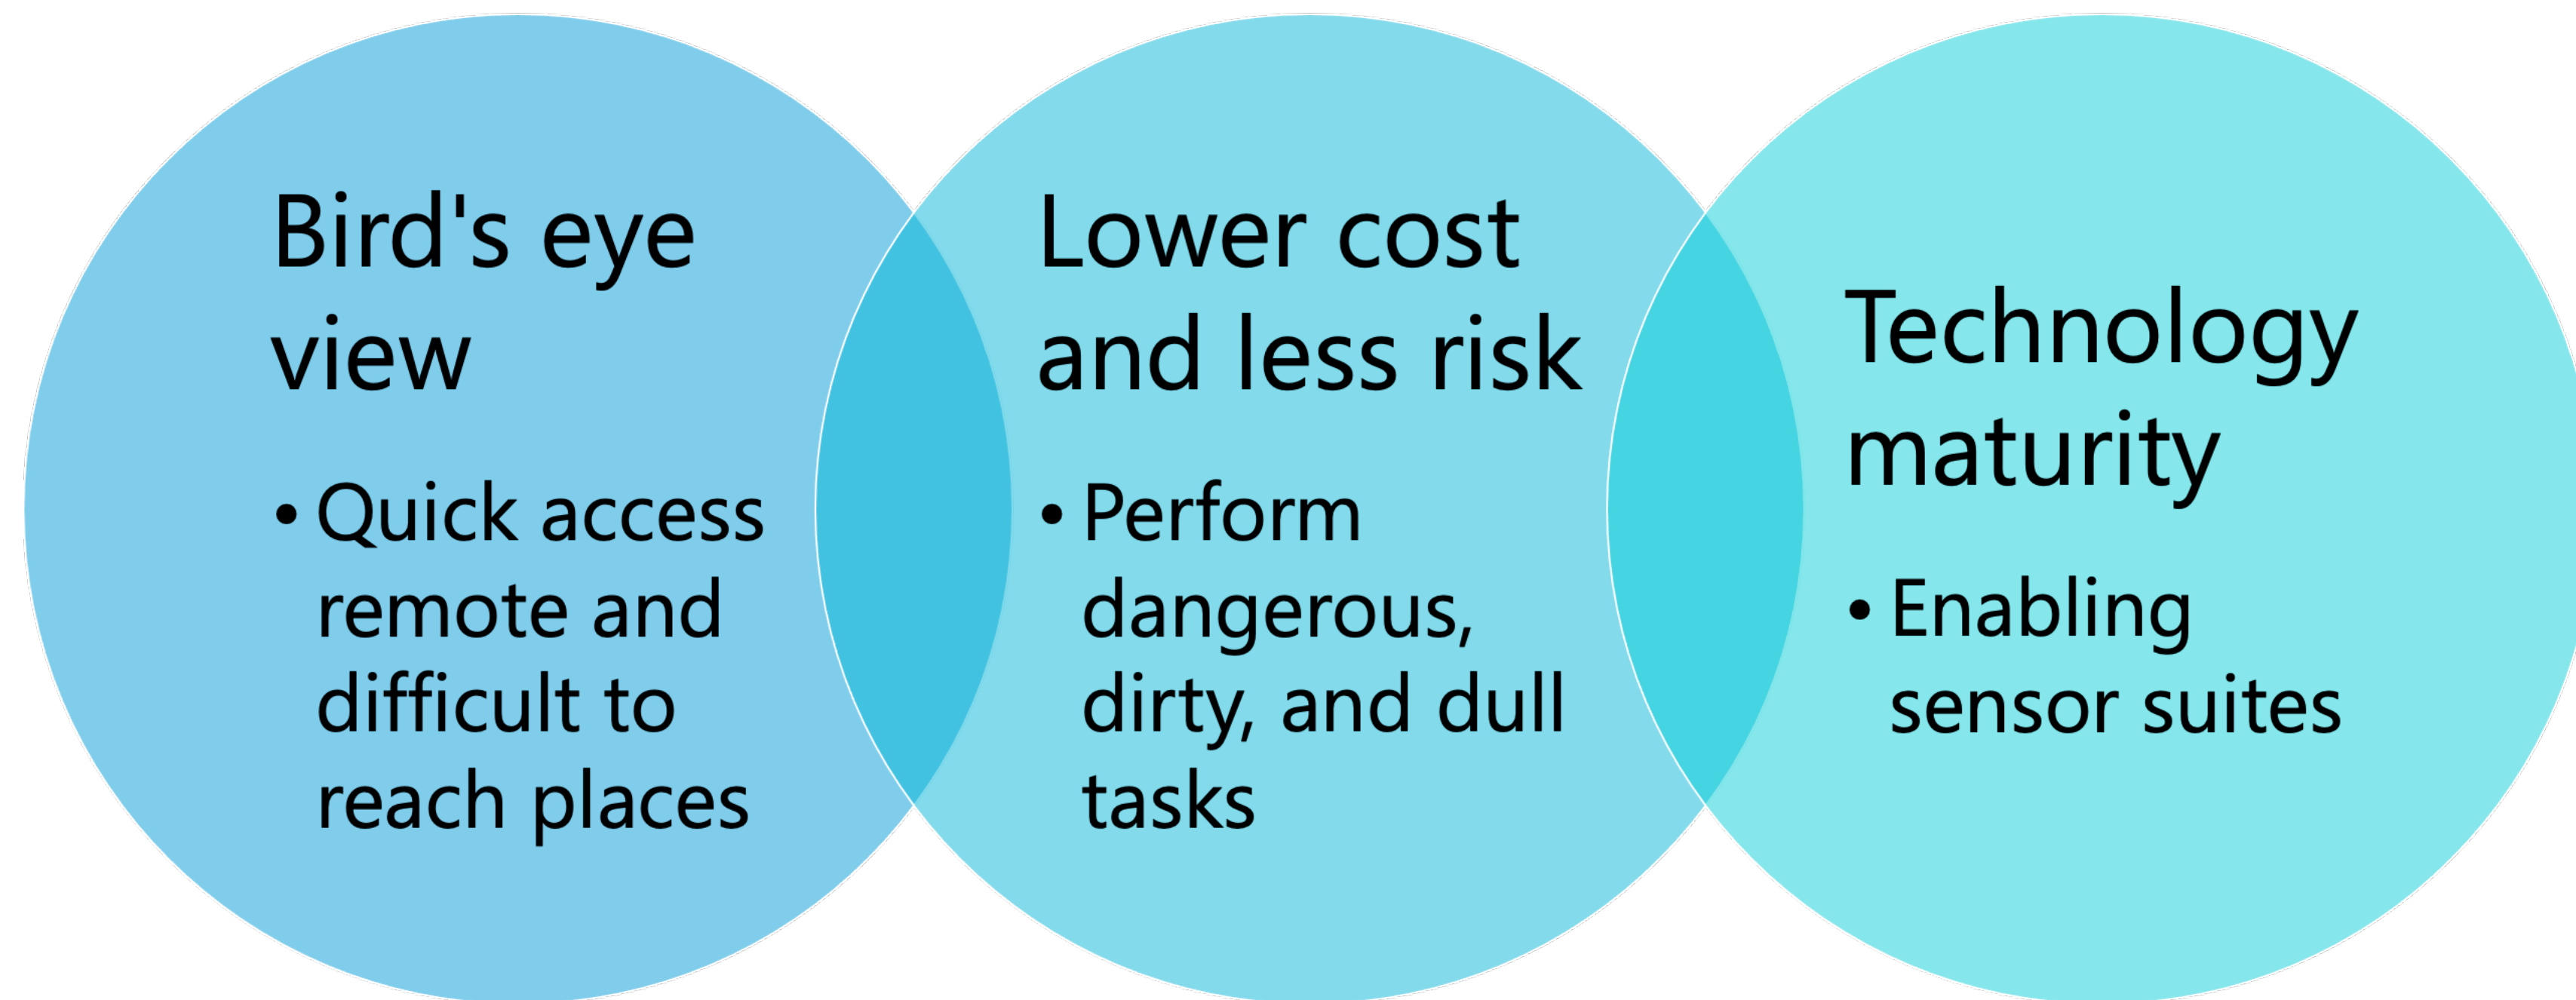 Bird's eye
view
• Quick access
remote and
difficult to
reach places
Lower cost
and less risk
• Perform
dangerous,
dirty, and dull
tasks
Technology
maturity
• Enabling
sensor suites